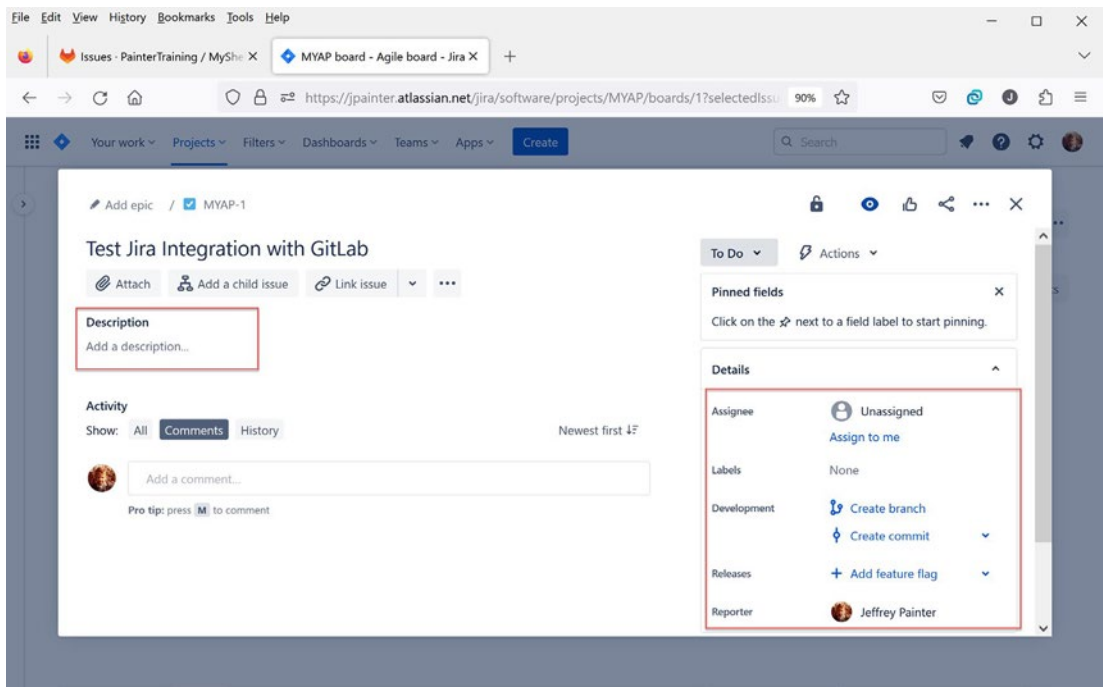 File Edit View History Bookmarks Tools Help
Issues · PainterTraining / MyShe
MYAP board - Agile board - Jira
https://jpainter.atlassian.net/jira/software/projects/MYAP/boards/1?selectedIssu 90%
Your work Projects Filters Dashboards Teams Apps Create Search
Add epic / MYAP-1
Test Jira Integration with GitLab
To Do Actions
Attach Add a child issue Link issue
Pinned fields
Click on the next to a field label to start pinning.
Description
Add a description...
Details
Activity
Show: All Comments History Newest first
Add a comment...
Pro tip: press M to comment
Assignee Unassigned
Assign to me
Labels None
Development Create branch
Create commit
Releases Add feature flag
Reporter Jeffrey Painter